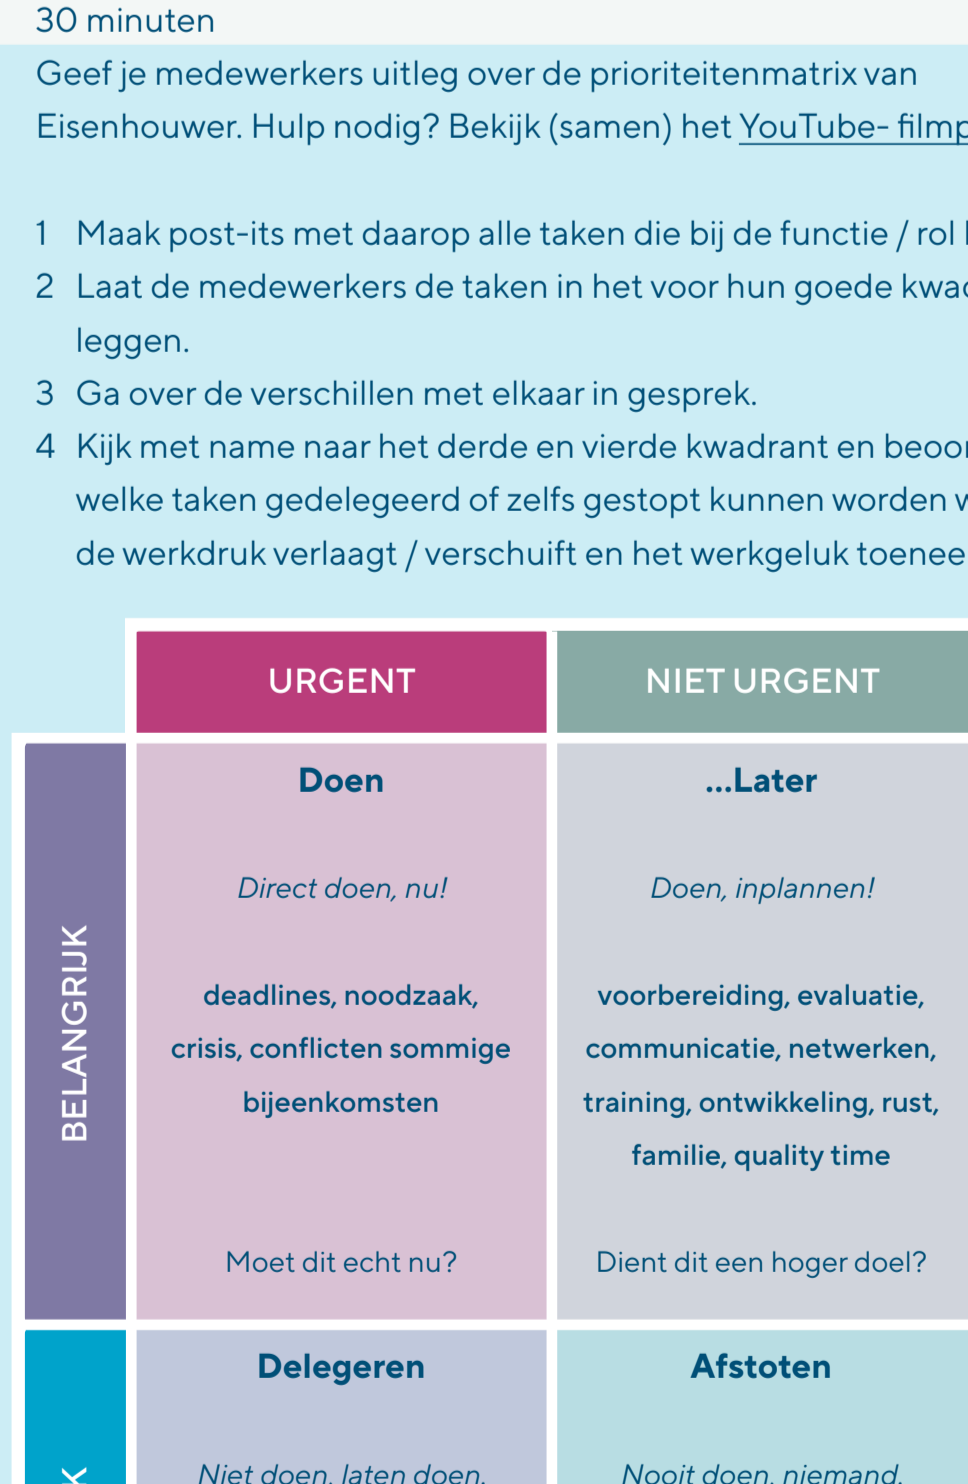 30 minuten
Geef je medewerkers uitleg over de prioriteitenmatrix van
Eisenhouwer. Hulp nodig? Bekijk (samen) het YouTube-
1 Maak post-its met daarop alle taken die bij de functie / rol
2 Laat de medewerkers de taken in het voor hun goede
leggen.
3 Ga over de verschillen met elkaar in gesprek.
4 Kijk met name naar het derde en vierde kwadrant en
welke taken gedelegeerd of zelfs gestopt kunnen worden
de werkdruk verlaagt / verschuift en het werkgeluk
URGENT
NIET URGENT
BELANGRIJK
Doen
Direct doen, nu!
deadlines, noodzaak,
crisis, conflicten sommige
bijeenkomsten
Moet dit echt nu?
...Later
Doen, inplannen!
voorbereiding, evaluatie,
communicatie, netwerken,
training, ontwikkeling, rust,
familie, quality time
Dient dit een hoger doel?
Delegeren
Niet doen, laten doen.
Afstoten
Nooit doen, niemand.